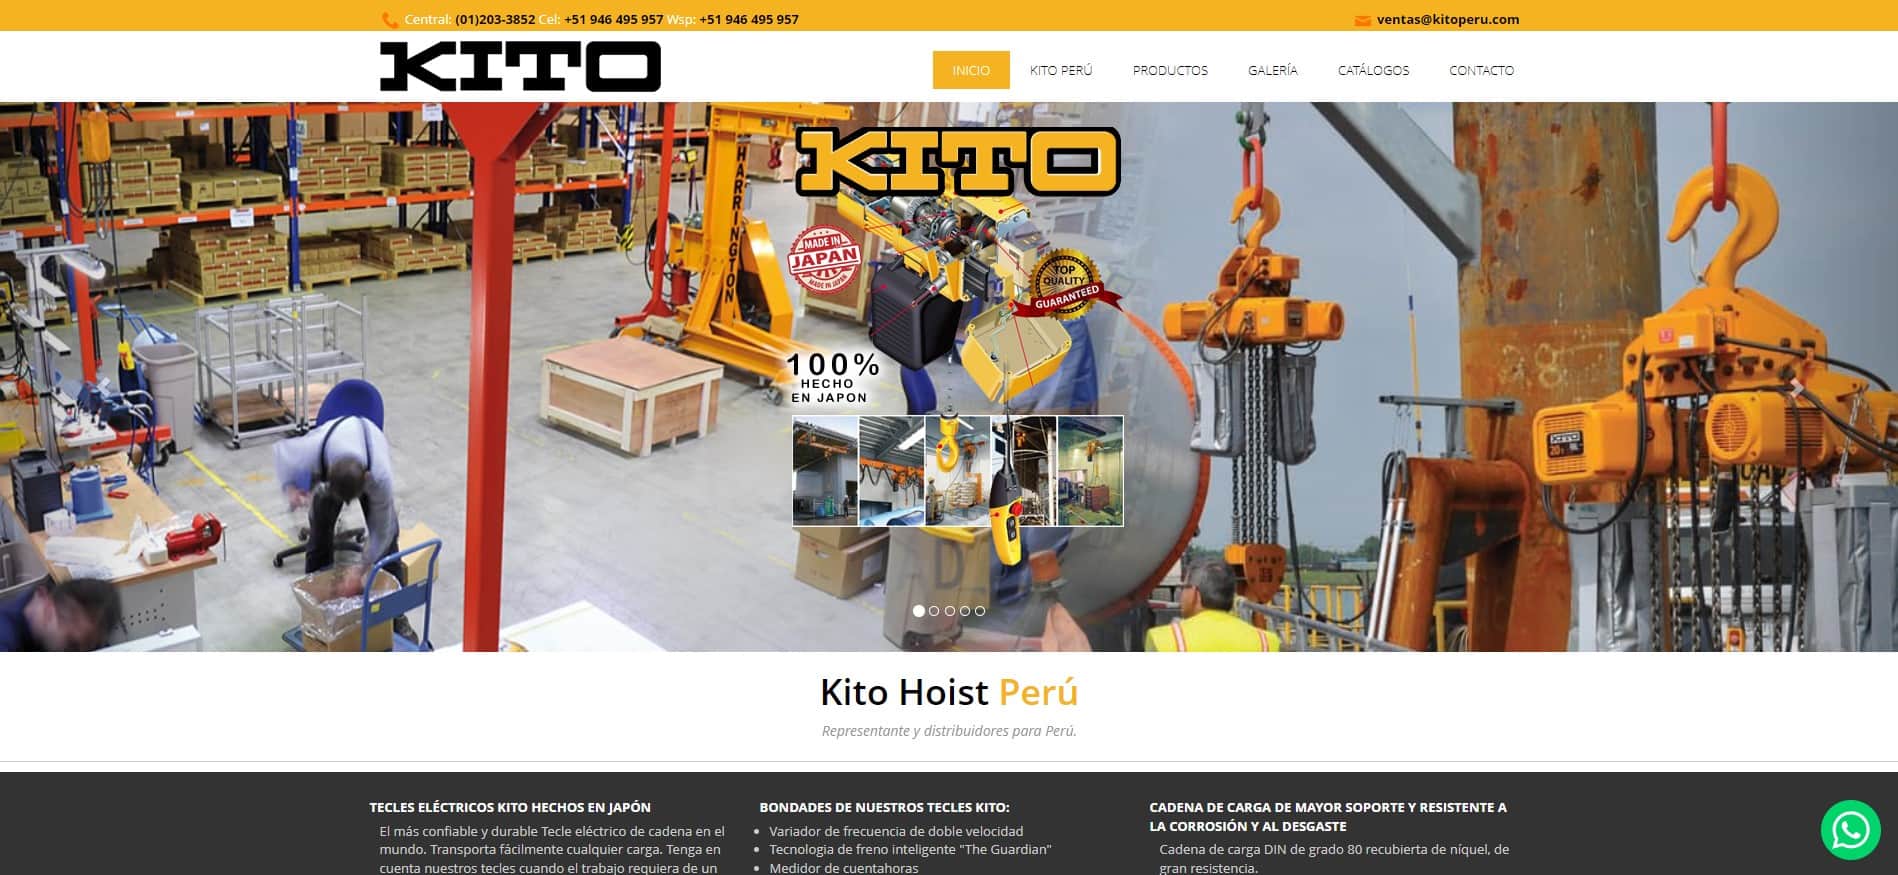 Central: (01)203-3852 Cel: +51 946 495 957 Wsp: +51 946 495 957
ventas@kitoperu.com
KITO
INICIO
KITO PERÚ
PRODUCTOS
GALERÍA
CATÁLOGOS
CONTACTO
KITO
HARRINGTON
MADE IN
JAPAN
MADE IN JAPAN
TOP
QUALITY
GUARANTEED
100%
HECHO
EN JAPON
KITO
Kito Hoist Perú
Representante y distribuidores para Perú.
TECLES ELÉCTRICOS KITO HECHOS EN JAPÓN
El más confiable y durable Tecle eléctrico de cadena en el
mundo. Transporta fácilmente cualquier carga. Tenga en
cuenta nuestros tecles cuando el trabajo requiera de un
BONDADES DE NUESTROS TECLES KITO:
Variador de frecuencia de doble velocidad
Tecnologia de freno inteligente "The Guardian"
Medidor de cuentahoras
CADENA DE CARGA DE MAYOR SOPORTE Y RESISTENTE A
LA CORROSIÓN Y AL DESGASTE
Cadena de carga DIN de grado 80 recubierta de níquel, de
gran resistencia.